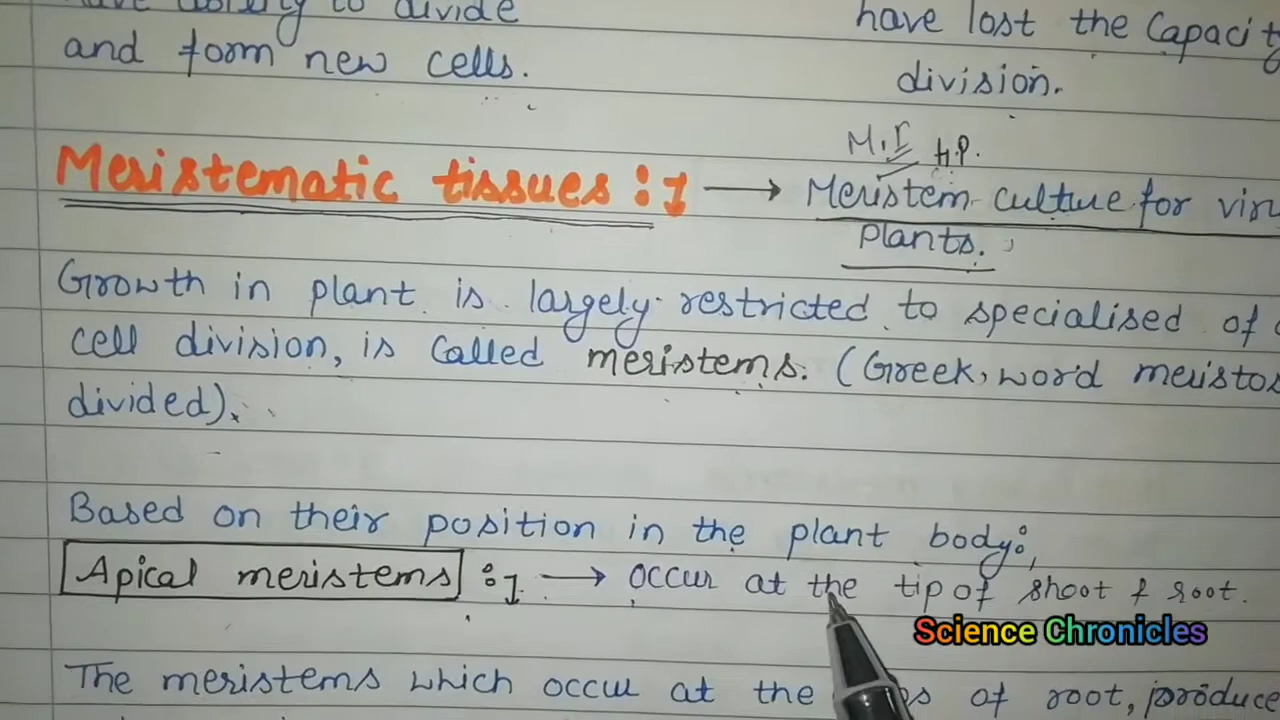 to divide
have lost the Capacit
and form new cells.
division.
M.I H.P.
Meristematic tissues :- → Meristem culture for viru
plants.
Growth in plant is largely restricted to specialised of
cell division, is called meristems. (Greek, word meristos
divided).
Based on their position in the plant body:,
Apical meristems :- → occur at the tip of shoot & root.
Science Chronicles
The meristems which occur at the of root, produce